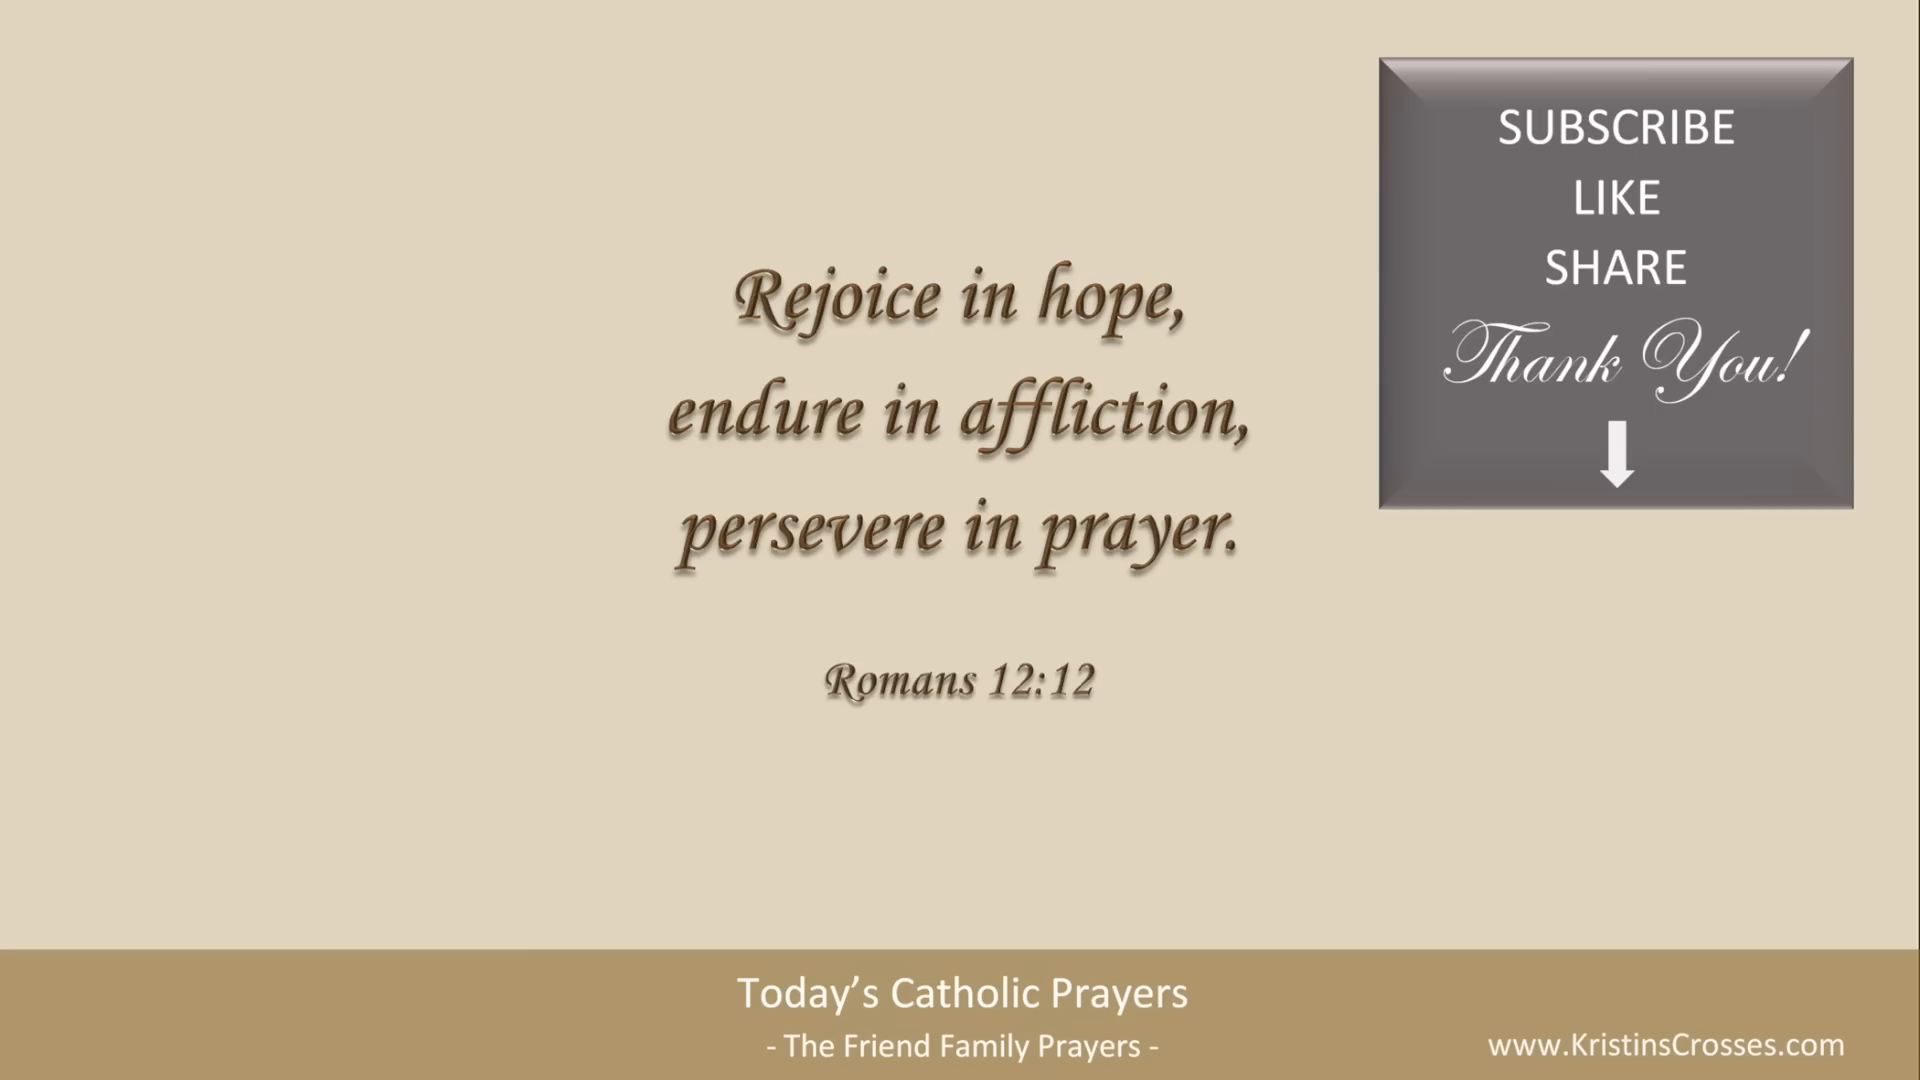 Rejoice in hope,
endure in affliction,
persevere in prayer.
Romans 12:12
SUBSCRIBE
LIKE
SHARE
Thank You!
Today’s Catholic Prayers
- The Friend Family Prayers -
www.KristinsCrosses.com